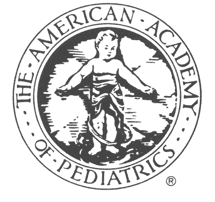 · THE · AMERICAN · ACADEMY ·
· OF · PEDIATRICS ·
®